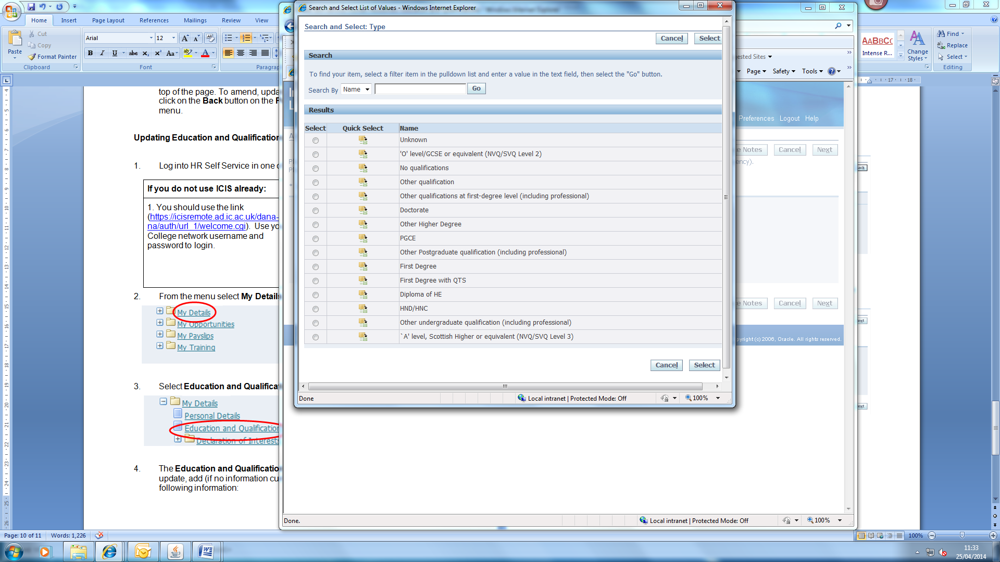 Search and Select List of Values - Windows Internet Explorer
Home Insert Page Layout References Mailings Review View
Cut
Copy
Format Painter
Paste
Clipboard
Arial 12
Font
Paragrap
AaBbCc
Intense R...
Change Styles
Find
Replace
Select
Editing
ested Sites
Page Safety Tools
Search and Select: Type
Cancel Select
Search
To find your item, select a filter item in the pulldown list and enter a value in the text field, then select the "Go" button.
Search By Name Go
Results
Select Quick Select Name
Unknown
'O' level/GCSE or equivalent (NVQ/SVQ Level 2)
No qualifications
Other qualification
Other qualifications at first-degree level (including professional)
Doctorate
Other Higher Degree
PGCE
Other Postgraduate qualification (including professional)
First Degree
First Degree with QTS
Diploma of HE
HND/HNC
Other undergraduate qualification (including professional)
`A' level, Scottish Higher or equivalent (NVQ/SVQ Level 3)
Cancel Select
Done Local intranet | Protected Mode: Off 100%
Preferences Logout Help
e Notes Cancel Next
ency).
e Notes Cancel Next
pyright (c) 2006, Oracle. All rights reserved.
Done. Local intranet | Protected Mode: Off 100%
top of the page. To amend, upda
click on the Back button on the
menu.
Updating Education and Qualification
1. Log into HR Self Service in one
If you do not use ICIS already:
1. You should use the link
(https://icisremote.ad.ic.ac.uk/dana-
na/auth/url_1/welcome.cgi). Use yo
College network username and
password to login.
2. From the menu select My Details
My Details
My Opportunities
My Payslips
My Training
3. Select Education and Qualificat
My Details
Personal Details
Education and Qualification
Declaration of Interests
4. The Education and Qualificatio
update, add (if no information cu
following information:
Page: 10 of 11 Words: 1,226
100%
11:33
25/04/2014